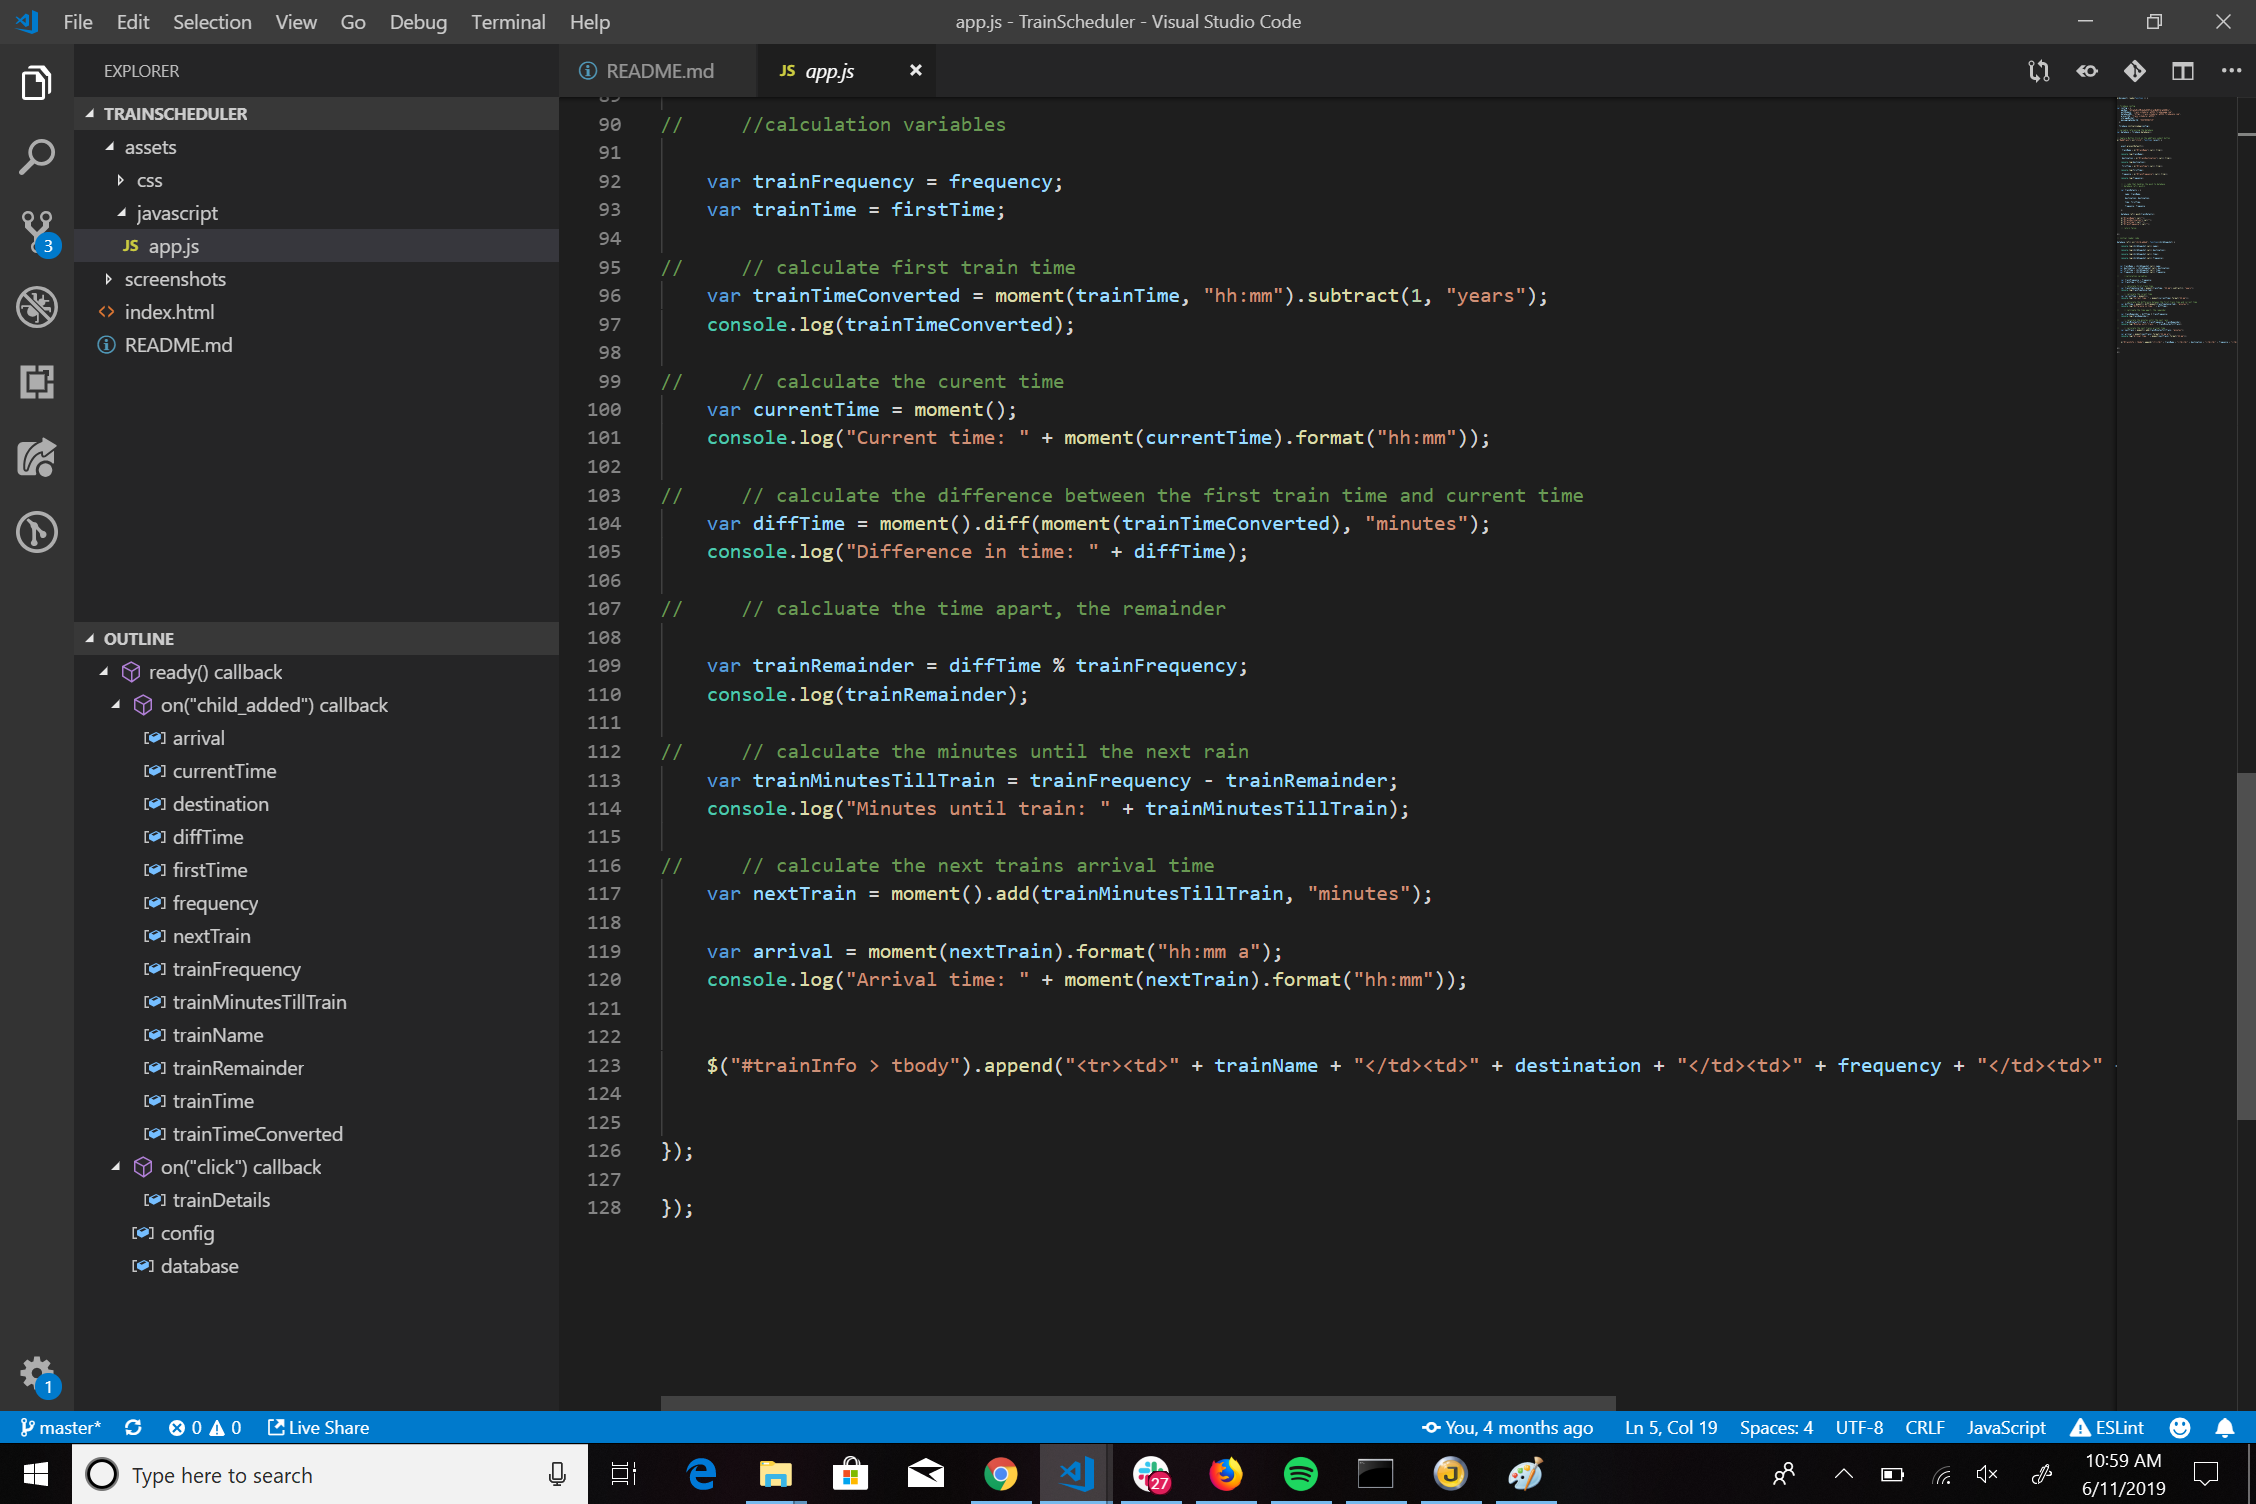 File Edit Selection View Go Debug Terminal Help
app.js - TrainScheduler - Visual Studio Code
EXPLORER
TRAINSCHEDULER
assets
css
javascript
JS app.js
screenshots
index.html
README.md
3
OUTLINE
ready() callback
on("child_added") callback
arrival
currentTime
destination
diffTime
firstTime
frequency
nextTrain
trainFrequency
trainMinutesTillTrain
trainName
trainRemainder
trainTime
trainTimeConverted
on("click") callback
trainDetails
config
database
1
README.md
JS app.js
89
90 // //calculation variables
91
92 var trainFrequency = frequency;
93 var trainTime = firstTime;
94
95 // // calculate first train time
96 var trainTimeConverted = moment(trainTime, "hh:mm").subtract(1, "years");
97 console.log(trainTimeConverted);
98
99 // // calculate the curent time
100 var currentTime = moment();
101 console.log("Current time: " + moment(currentTime).format("hh:mm"));
102
103 // // calculate the difference between the first train time and current time
104 var diffTime = moment().diff(moment(trainTimeConverted), "minutes");
105 console.log("Difference in time: " + diffTime);
106
107 // // calcluate the time apart, the remainder
108
109 var trainRemainder = diffTime % trainFrequency;
110 console.log(trainRemainder);
111
112 // // calculate the minutes until the next rain
113 var trainMinutesTillTrain = trainFrequency - trainRemainder;
114 console.log("Minutes until train: " + trainMinutesTillTrain);
115
116 // // calculate the next trains arrival time
117 var nextTrain = moment().add(trainMinutesTillTrain, "minutes");
118
119 var arrival = moment(nextTrain).format("hh:mm a");
120 console.log("Arrival time: " + moment(nextTrain).format("hh:mm"));
121
122
123 $("#trainInfo > tbody").append("<tr><td>" + trainName + "</td><td>" + destination + "</td><td>" + frequency + "</td><td>"
124
125
126 });
127
128 });
master* 0 0 Live Share
You, 4 months ago Ln 5, Col 19 Spaces: 4 UTF-8 CRLF JavaScript ESLint
Type here to search
27
10:59 AM
6/11/2019